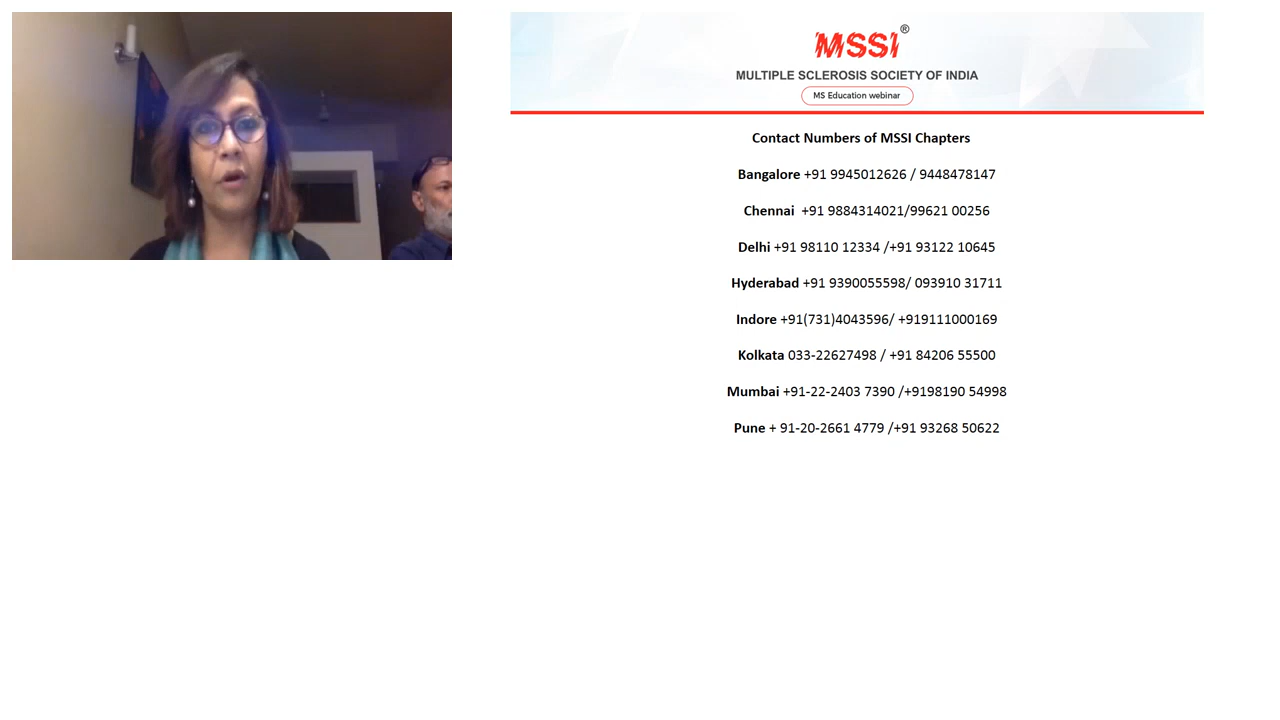 MSSI®
MULTIPLE SCLEROSIS SOCIETY OF INDIA
MS Education webinar
Contact Numbers of MSSI Chapters
Bangalore +91 9945012626 / 9448478147
Chennai  +91 9884314021/99621 00256
Delhi +91 98110 12334 /+91 93122 10645
Hyderabad +91 9390055598/ 093910 31711
Indore +91(731)4043596/ +919111000169
Kolkata 033-22627498 / +91 84206 55500
Mumbai +91-22-2403 7390 /+9198190 54998
Pune + 91-20-2661 4779 /+91 93268 50622